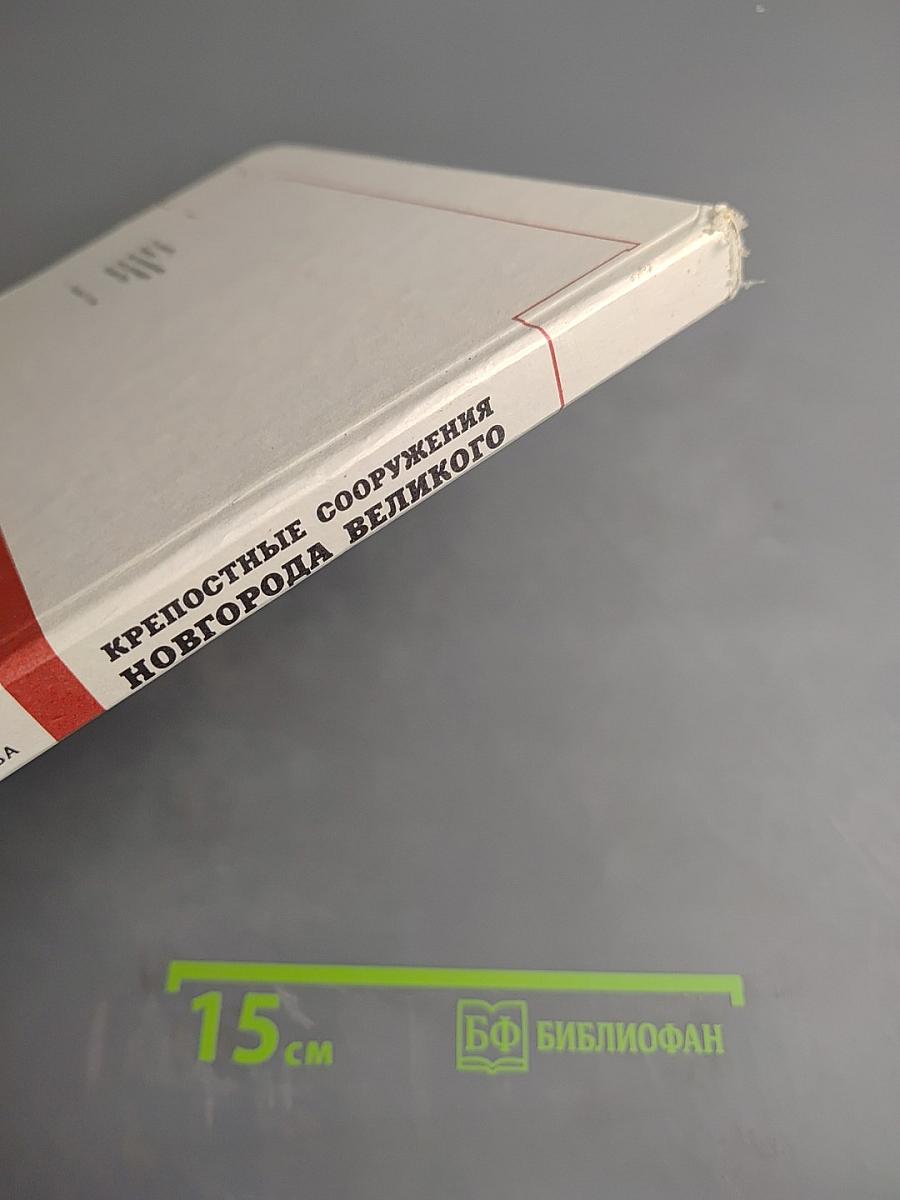 КРЕПОСТНЫЕ СООРУЖЕНИЯ
НОВГОРОДА ВЕЛИКОГО
15 см
БФ БИБЛИОФАН